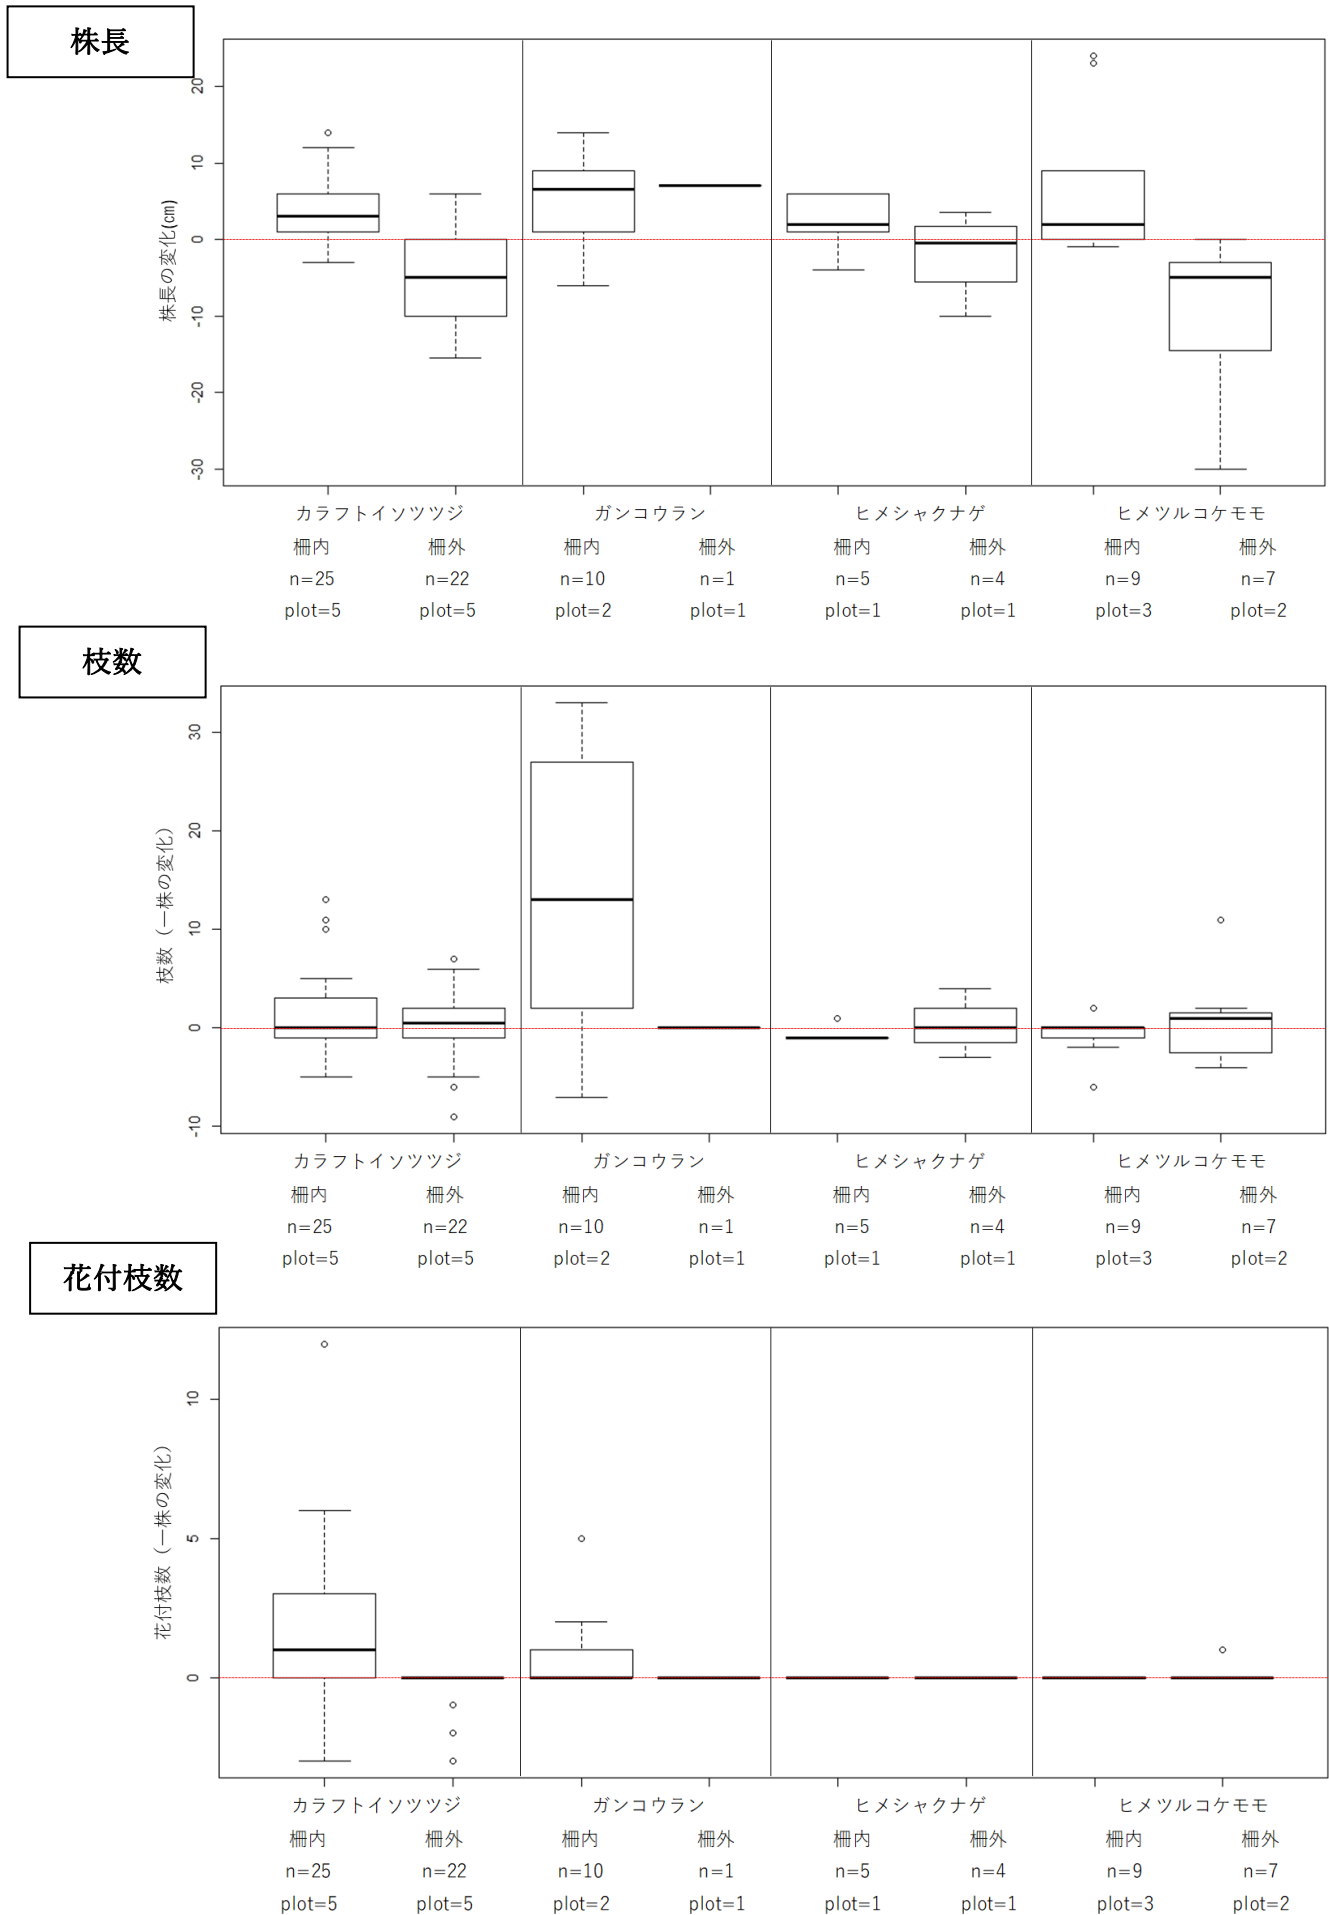 株長
20
10
0
-10
-20
-30
株長の変化(㎝)
カラフトイソツツジ ガンコウラン ヒメシャクナゲ ヒメツルコケモモ
柵内 柵外 柵内 柵外 柵内 柵外 柵内 柵外
n=25 n=22 n=10 n=1 n=5 n=4 n=9 n=7
plot=5 plot=5 plot=2 plot=1 plot=1 plot=1 plot=3 plot=2
枝数
30
20
10
0
-10
枝数（一株の変化）
カラフトイソツツジ ガンコウラン ヒメシャクナゲ ヒメツルコケモモ
柵内 柵外 柵内 柵外 柵内 柵外 柵内 柵外
n=25 n=22 n=10 n=1 n=5 n=4 n=9 n=7
plot=5 plot=5 plot=2 plot=1 plot=1 plot=1 plot=3 plot=2
花付枝数
10
5
0
花付枝数（一株の変化）
カラフトイソツツジ ガンコウラン ヒメシャクナゲ ヒメツルコケモモ
柵内 柵外 柵内 柵外 柵内 柵外 柵内 柵外
n=25 n=22 n=10 n=1 n=5 n=4 n=9 n=7
plot=5 plot=5 plot=2 plot=1 plot=1 plot=1 plot=3 plot=2